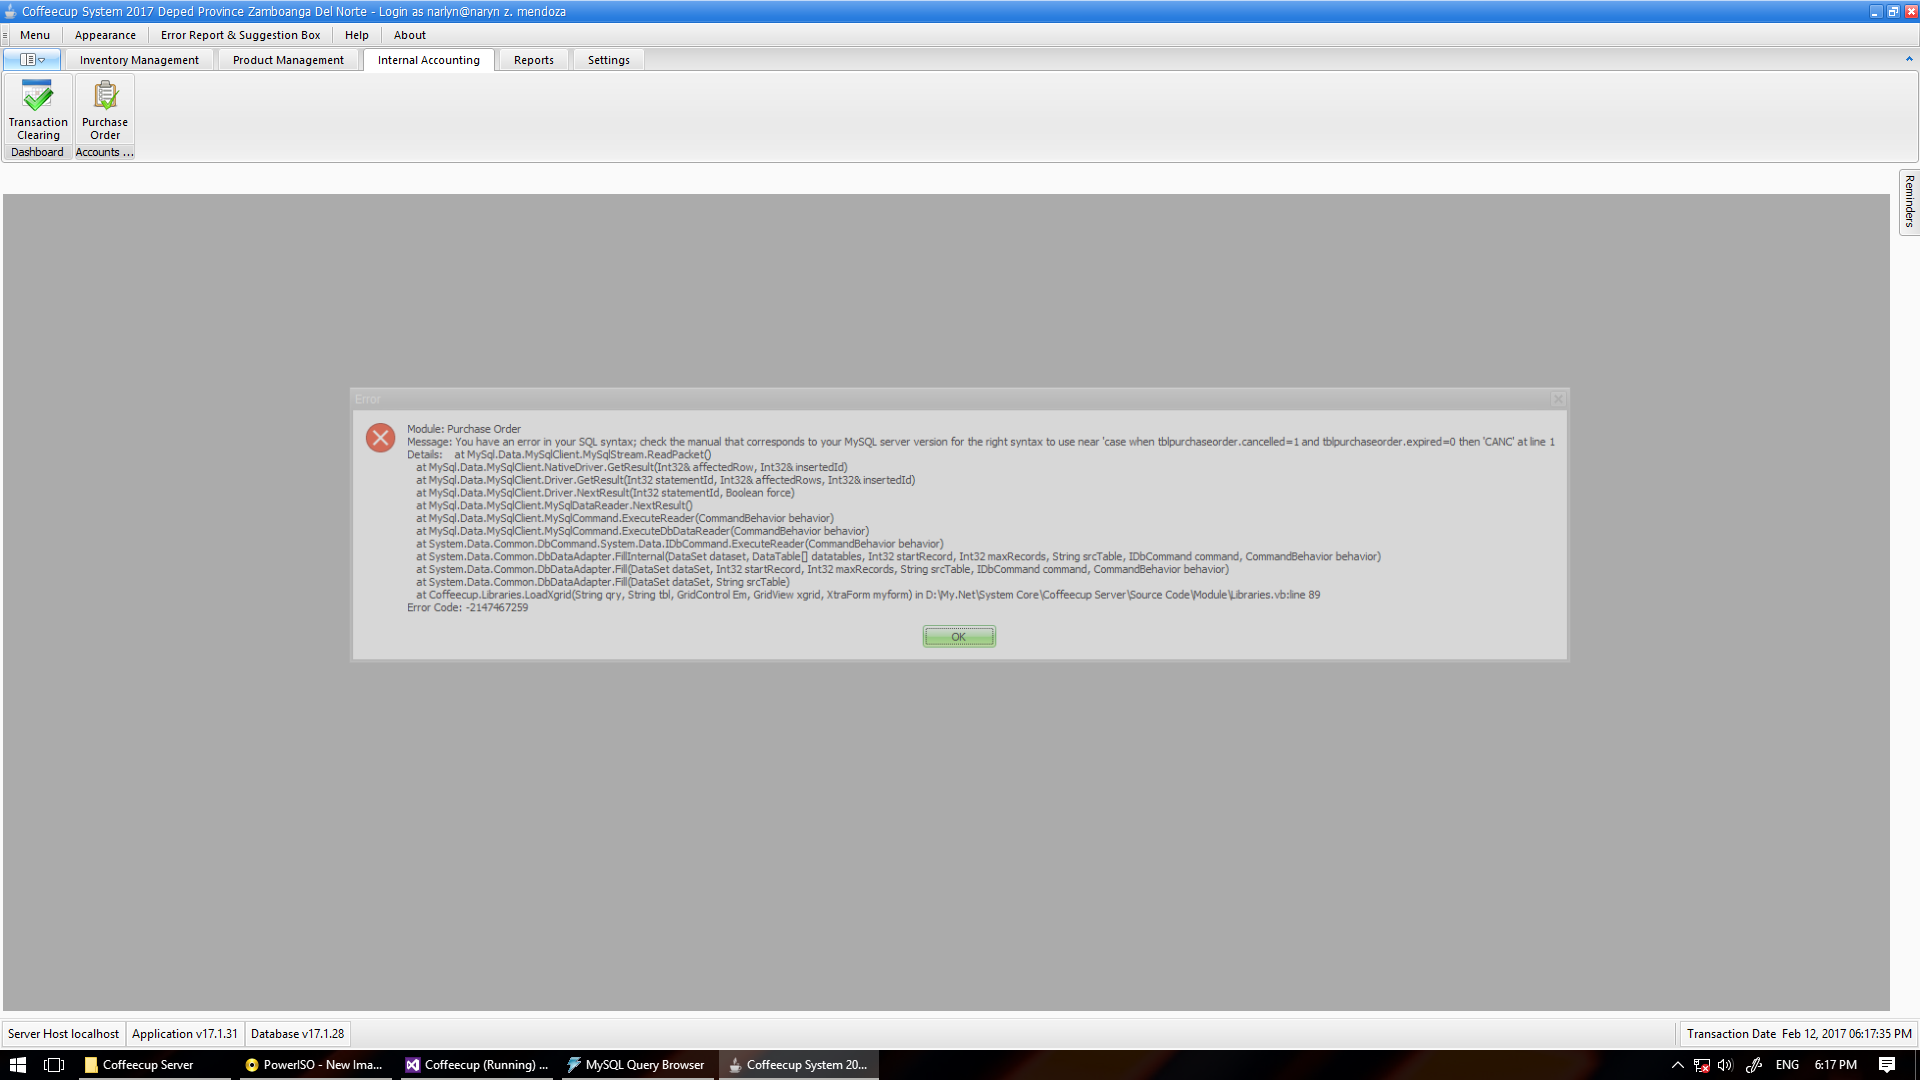 Coffeecup System 2017 Deped Province Zamboanga Del Norte - Login as narlyn@naryn z. mendoza
Menu Appearance Error Report & Suggestion Box Help About
Inventory Management Product Management Internal Accounting Reports Settings
Transaction Clearing
Purchase Order
Dashboard
Accounts ...
Reminders
Error
Module: Purchase Order
Message: You have an error in your SQL syntax; check the manual that corresponds to your MySQL server version for the right syntax to use near 'case when tblpurchaseorder.cancelled=1 and tblpurchaseorder.expired=0 then 'CANC' at line 1
Details:    at MySql.Data.MySqlClient.MySqlStream.ReadPacket()
at MySql.Data.MySqlClient.NativeDriver.GetResult(Int32& affectedRow, Int32& insertedId)
at MySql.Data.MySqlClient.Driver.GetResult(Int32 statementId, Int32& affectedRows, Int32& insertedId)
at MySql.Data.MySqlClient.Driver.NextResult(Int32 statementId, Boolean force)
at MySql.Data.MySqlClient.MySqlDataReader.NextResult()
at MySql.Data.MySqlClient.MySqlCommand.ExecuteReader(CommandBehavior behavior)
at MySql.Data.MySqlClient.MySqlCommand.ExecuteDbDataReader(CommandBehavior behavior)
at System.Data.Common.DbCommand.System.Data.IDbCommand.ExecuteReader(CommandBehavior behavior)
at System.Data.Common.DbDataAdapter.FillInternal(DataSet dataset, DataTable[] datatables, Int32 startRecord, Int32 maxRecords, String srcTable, IDbCommand command, CommandBehavior behavior)
at System.Data.Common.DbDataAdapter.Fill(DataSet dataSet, Int32 startRecord, Int32 maxRecords, String srcTable, IDbCommand command, CommandBehavior behavior)
at System.Data.Common.DbDataAdapter.Fill(DataSet dataSet, String srcTable)
at Coffeecup.Libraries.LoadXgrid(String qry, String tbl, GridControl Em, GridView xgrid, XtraForm myform) in D:\My.Net\System Core\Coffeecup Server\Source Code\Module\Libraries.vb:line 89
Error Code: -2147467259
OK
Server Host localhost Application v17.1.31 Database v17.1.28 Transaction Date Feb 12, 2017 06:17:35 PM
Coffeecup Server PowerISO - New Ima... Coffeecup (Running) ... MySQL Query Browser Coffeecup System 20... ENG 6:17 PM